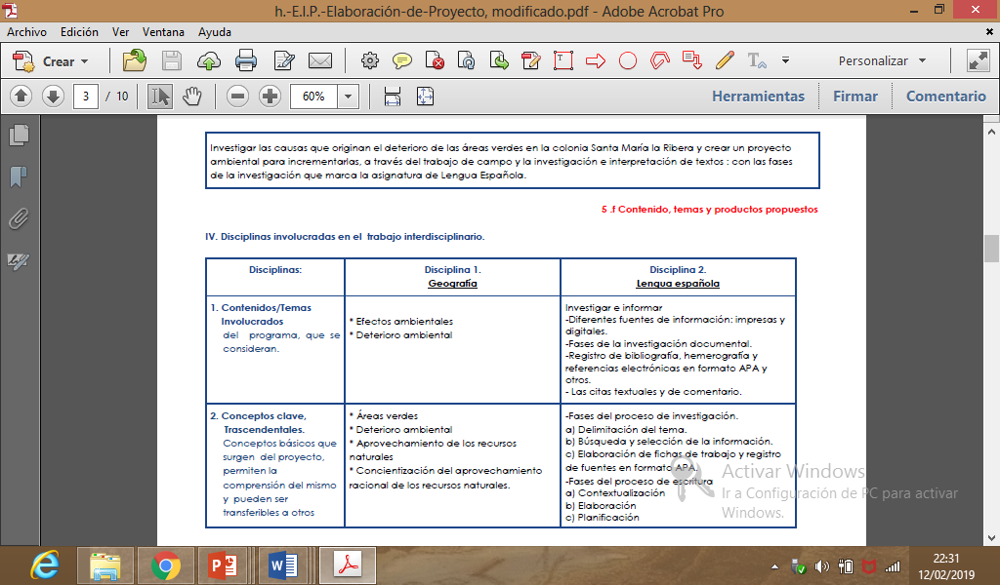 h.-E.I.P.-Elaboración-de-Proyecto, modificado.pdf - Adobe Acrobat Pro
Archivo Edición Ver Ventana Ayuda
Crear
Personalizar
3 / 10
60%
Herramientas Firmar Comentario
Investigar las causas que originan el deterioro de las áreas verdes en la colonia Santa María la Ribera y crear un proyecto
ambiental para incrementarlas, a través del trabajo de campo y la investigación e interpretación de textos : con las fases
de la investigación que marca la asignatura de Lengua Española.
5 .f Contenido, temas y productos propuestos
IV. Disciplinas involucradas en el trabajo interdisciplinario.
Disciplinas:
Disciplina 1.
Geografía
Disciplina 2.
Lengua española
1. Contenidos/Temas
Involucrados
del programa, que se
consideran.
* Efectos ambientales
* Deterioro ambiental
Investigar e informar
-Diferentes fuentes de información: impresas y
digitales.
-Fases de la investigación documental.
-Registro de bibliografía, hemerografía y
referencias electrónicas en formato APA y
otros.
- Las citas textuales y de comentario.
2. Conceptos clave,
Trascendentales.
Conceptos básicos que
surgen del proyecto,
permiten la
comprensión del mismo
y pueden ser
transferibles a otros
* Áreas verdes
* Deterioro ambiental
* Aprovechamiento de los recursos
naturales
* Concientización del aprovechamiento
racional de los recursos naturales.
-Fases del proceso de investigación.
a) Delimitación del tema.
b) Búsqueda y selección de la información.
c) Elaboración de fichas de trabajo y registro
de fuentes en formato APA.
-Fases del proceso de escritura
a) Contextualización
b) Elaboración
c) Planificación
Activar Windows
Ir a Configuración de PC para activar
Windows.
22:31
12/02/2019